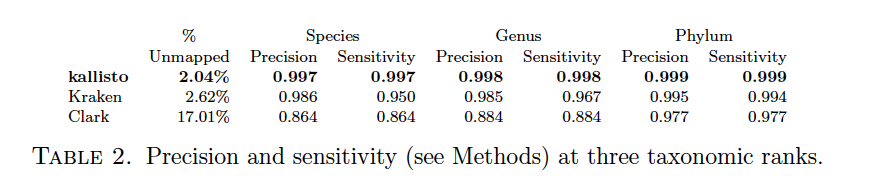 % Species Genus Phylum
Unmapped Precision Sensitivity Precision Sensitivity Precision Sensitivity
kallisto 2.04% 0.997 0.997 0.998 0.998 0.999 0.999
Kraken 2.62% 0.986 0.950 0.985 0.967 0.995 0.994
Clark 17.01% 0.864 0.864 0.884 0.884 0.977 0.977
TABLE 2. Precision and sensitivity (see Methods) at three taxonomic ranks.